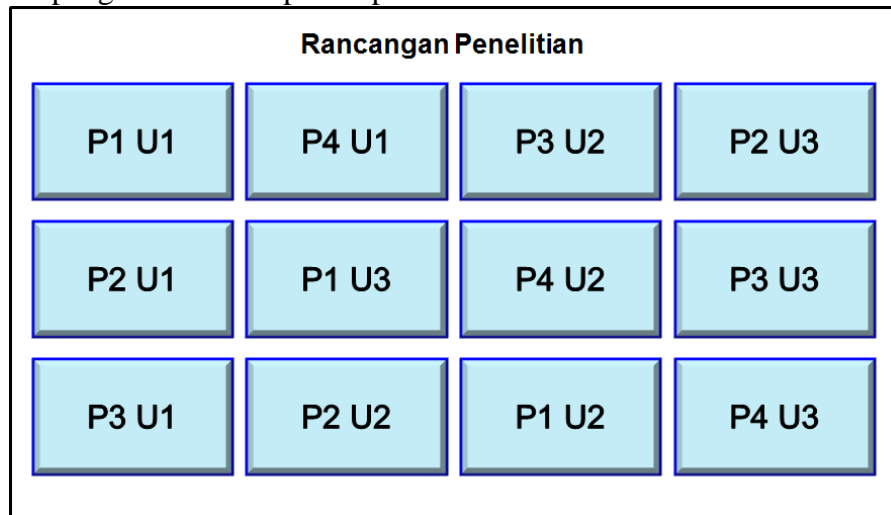 Rancangan Penelitian
P1 U1 P4 U1 P3 U2 P2 U3
P2 U1 P1 U3 P4 U2 P3 U3
P3 U1 P2 U2 P1 U2 P4 U3